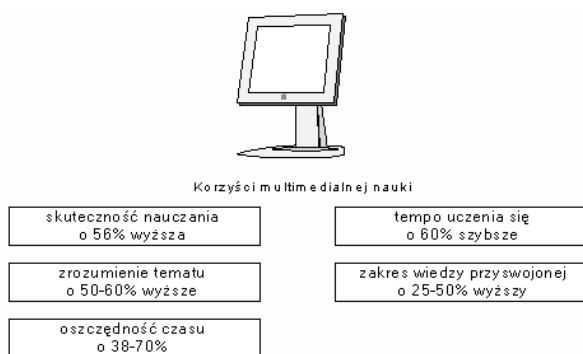 Korzyści multimedialnej nauki
skuteczność nauczania
o 56% wyższa
tempo uczenia się
o 60% szybsze
zrozumienie tematu
o 50-60% wyższe
zakres wiedzy przyswojonej
o 25-50% wyższy
oszczędność czasu
o 38-70%